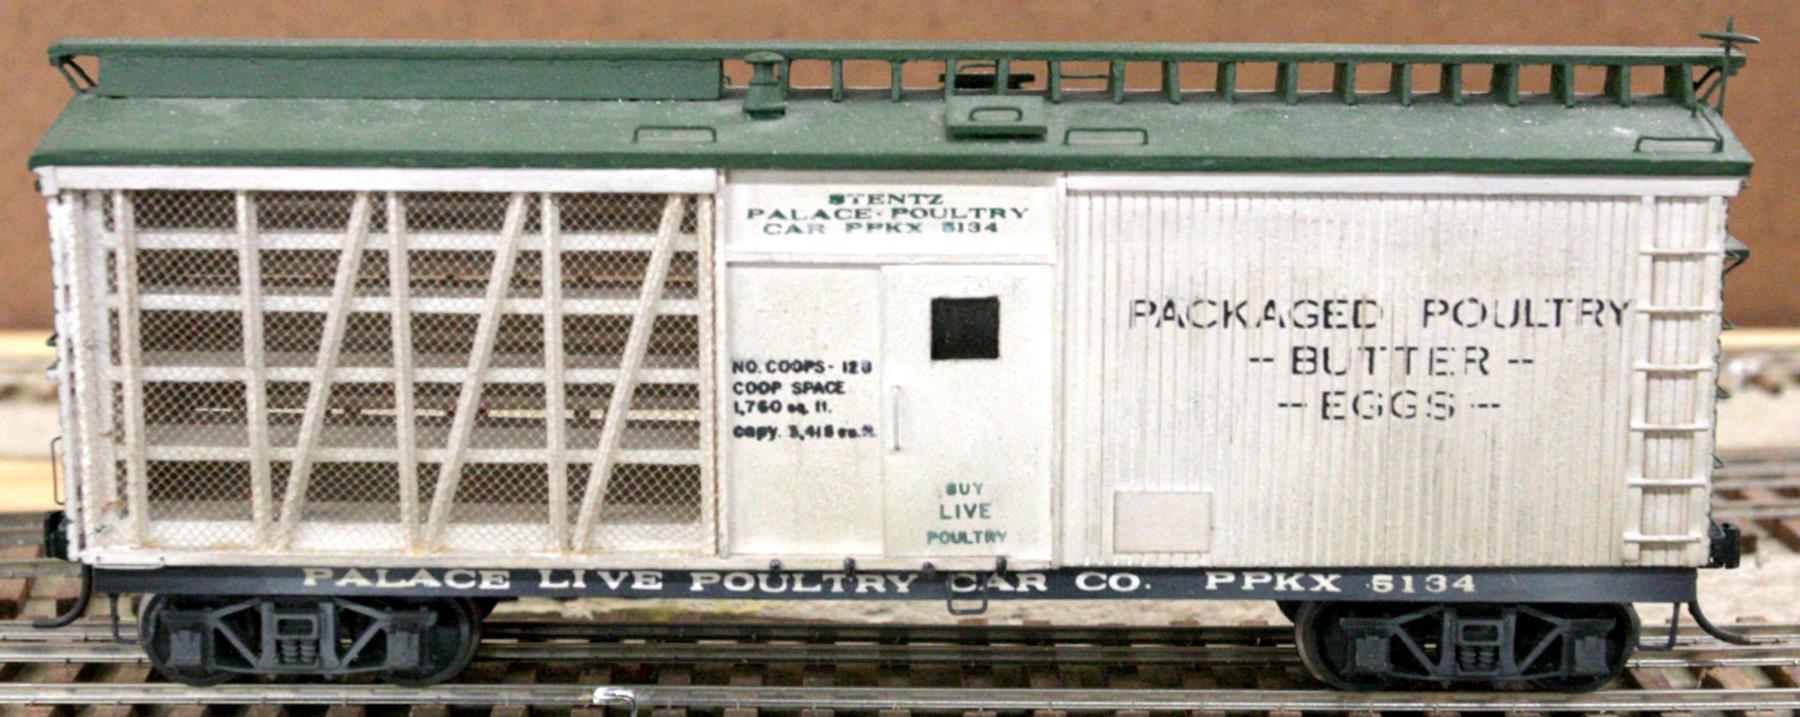 STENTZ
PALACE-POULTRY
CAR PPKX 5134
NO. COOPS - 128
COOP SPACE
1,760 sq. ft.
capy. 3,418 cu. ft.
PACKAGED POULTRY
-- BUTTER --
-- EGGS --
BUY
LIVE
POULTRY
PALACE LIVE POULTRY CAR CO. PPKX 5134